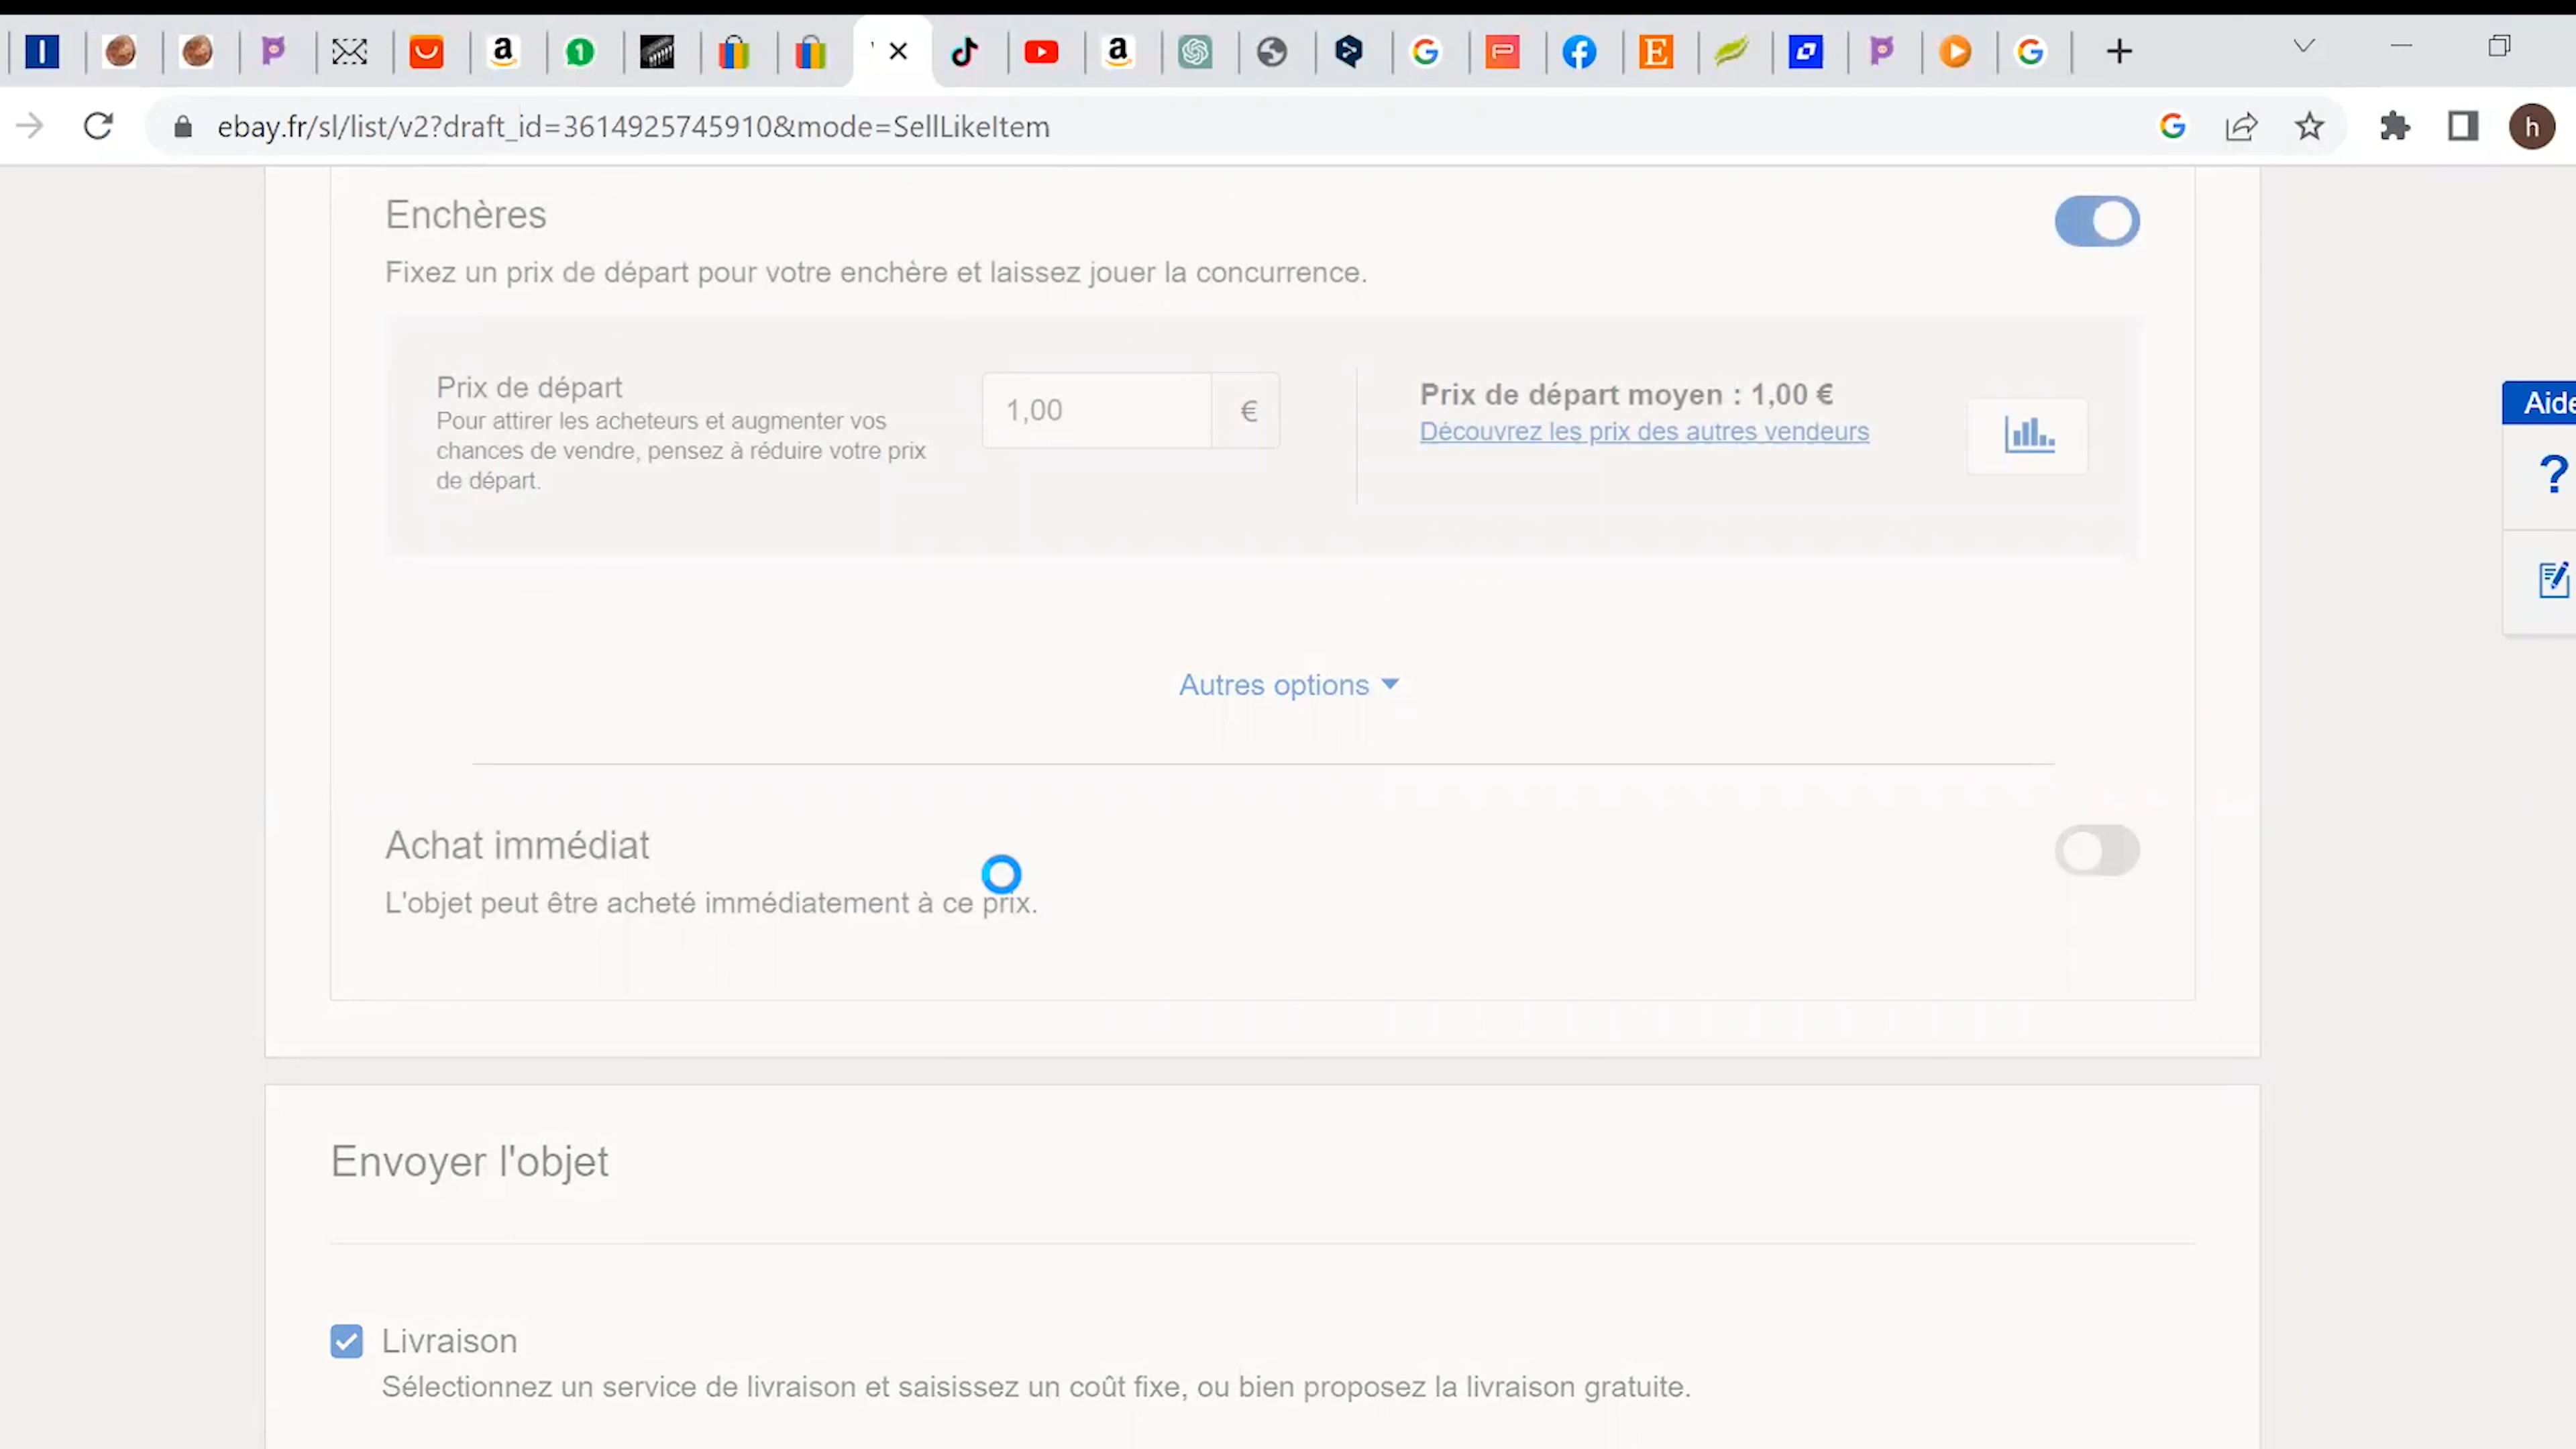 ebay.fr/sl/list/v2?draft_id=3614925745910&mode=SellLikeItem
h
Enchères
Fixez un prix de départ pour votre enchère et laissez jouer la concurrence.
Prix de départ
Pour attirer les acheteurs et augmenter vos
chances de vendre, pensez à réduire votre prix
de départ.
1,00 €
Prix de départ moyen : 1,00 €
Découvrez les prix des autres vendeurs
Aide
?
Autres options
Achat immédiat
L'objet peut être acheté immédiatement à ce prix.
Envoyer l'objet
Livraison
Sélectionnez un service de livraison et saisissez un coût fixe, ou bien proposez la livraison gratuite.